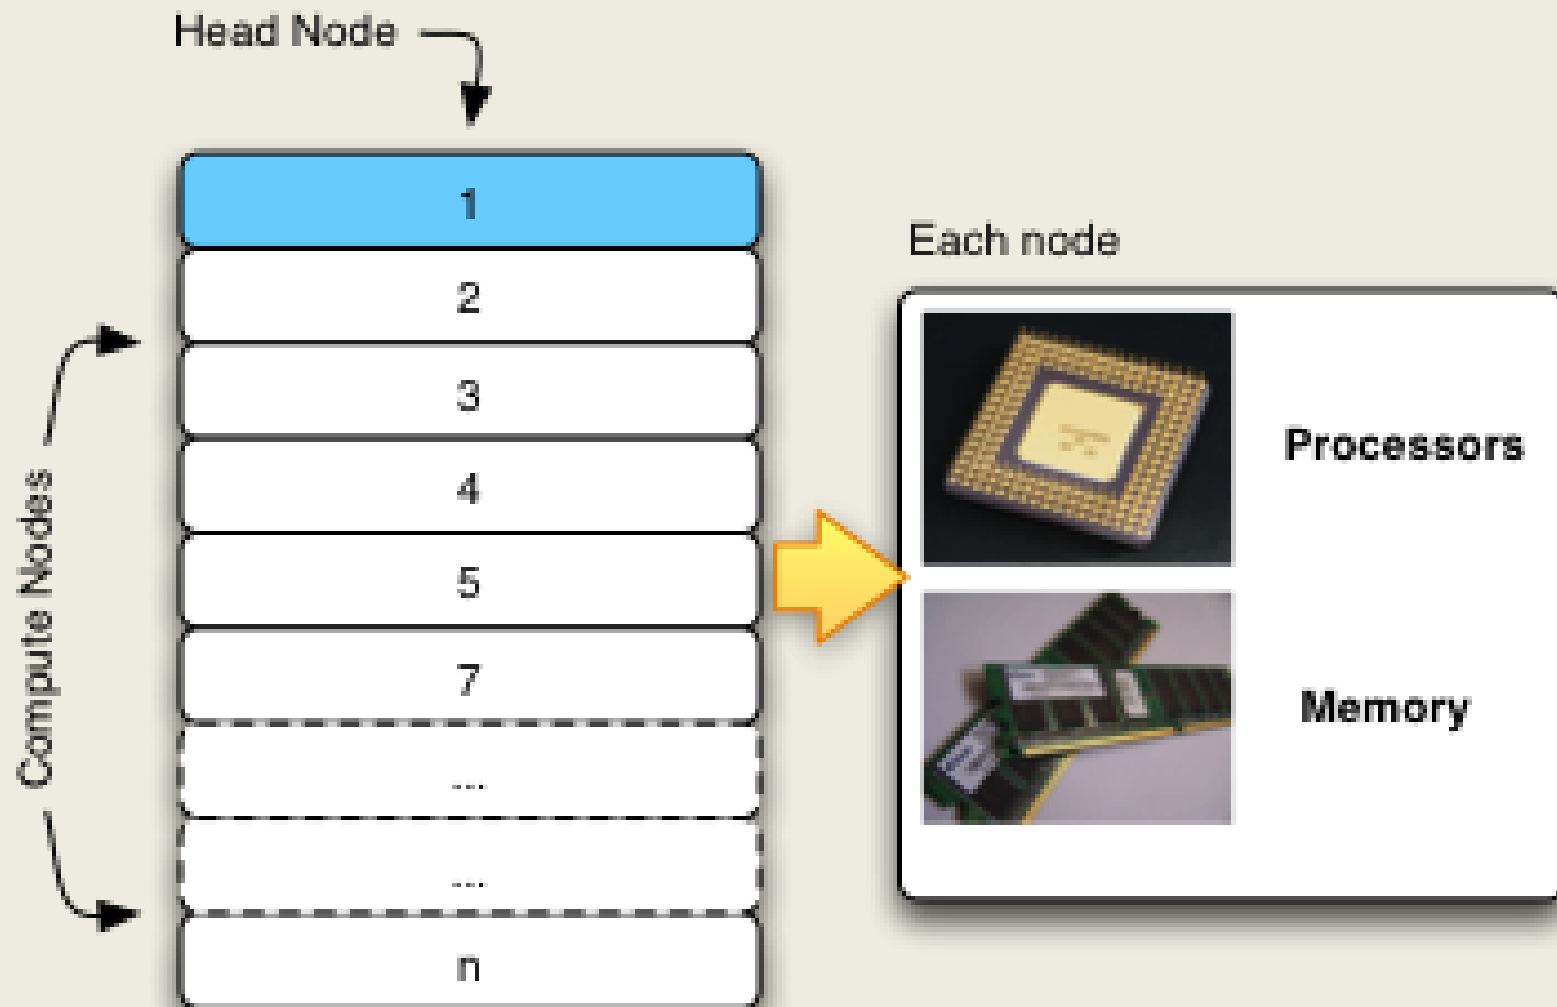 Head Node
1
2
3
4
5
7
...
...
n
Compute Nodes
Each node
Processors
Memory